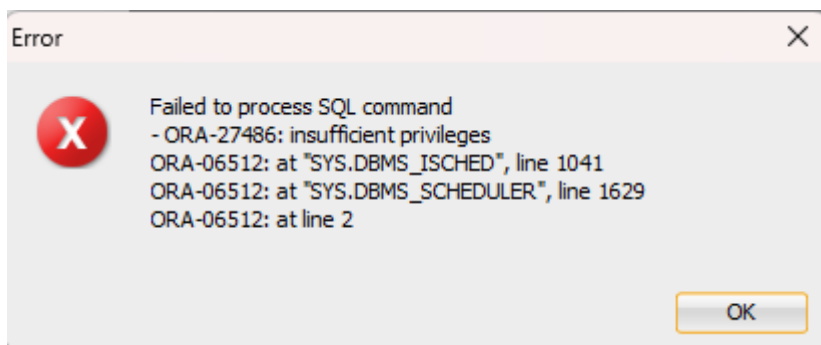 Error
Failed to process SQL command
- ORA-27486: insufficient privileges
ORA-06512: at "SYS.DBMS_ISCHED", line 1041
ORA-06512: at "SYS.DBMS_SCHEDULER", line 1629
ORA-06512: at line 2
OK